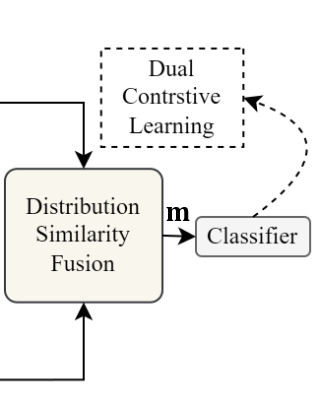 Dual
Contrstive
Learning
Distribution
Similarity
Fusion
m
Classifier